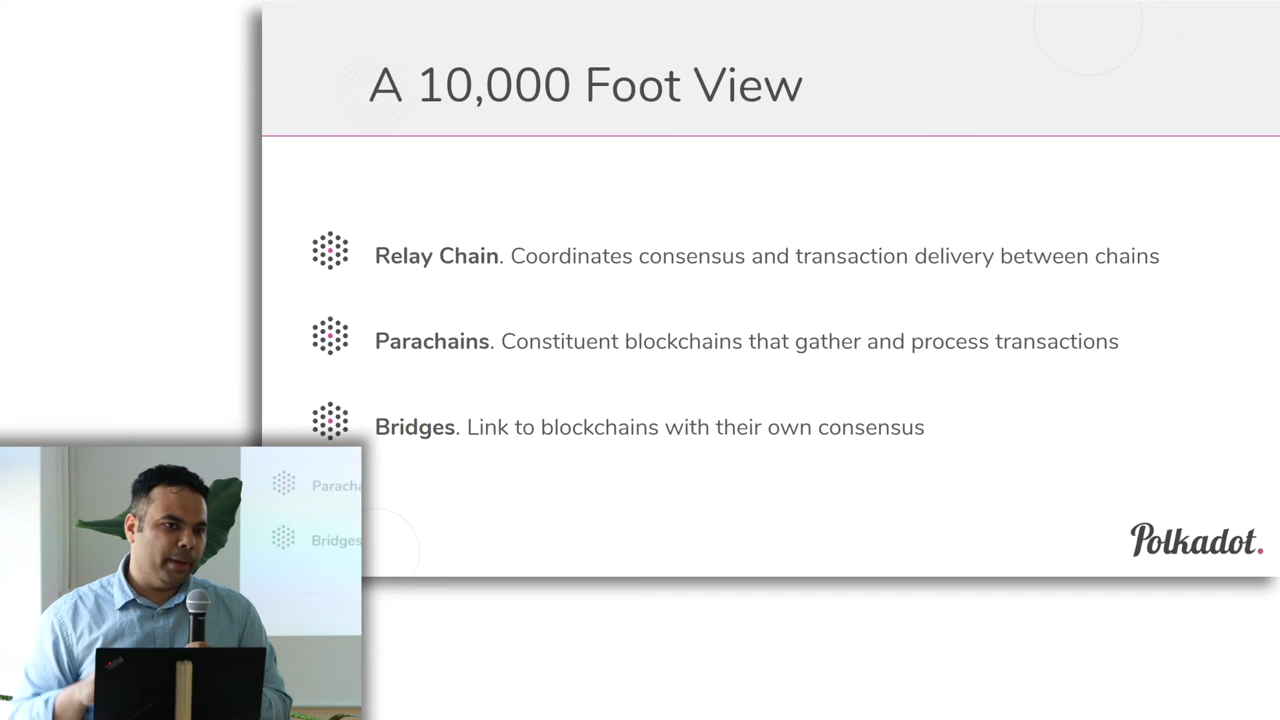 A 10,000 Foot View
Relay Chain. Coordinates consensus and transaction delivery between chains
Parachains. Constituent blockchains that gather and process transactions
Bridges. Link to blockchains with their own consensus
Paracha
Bridges
Polkadot.